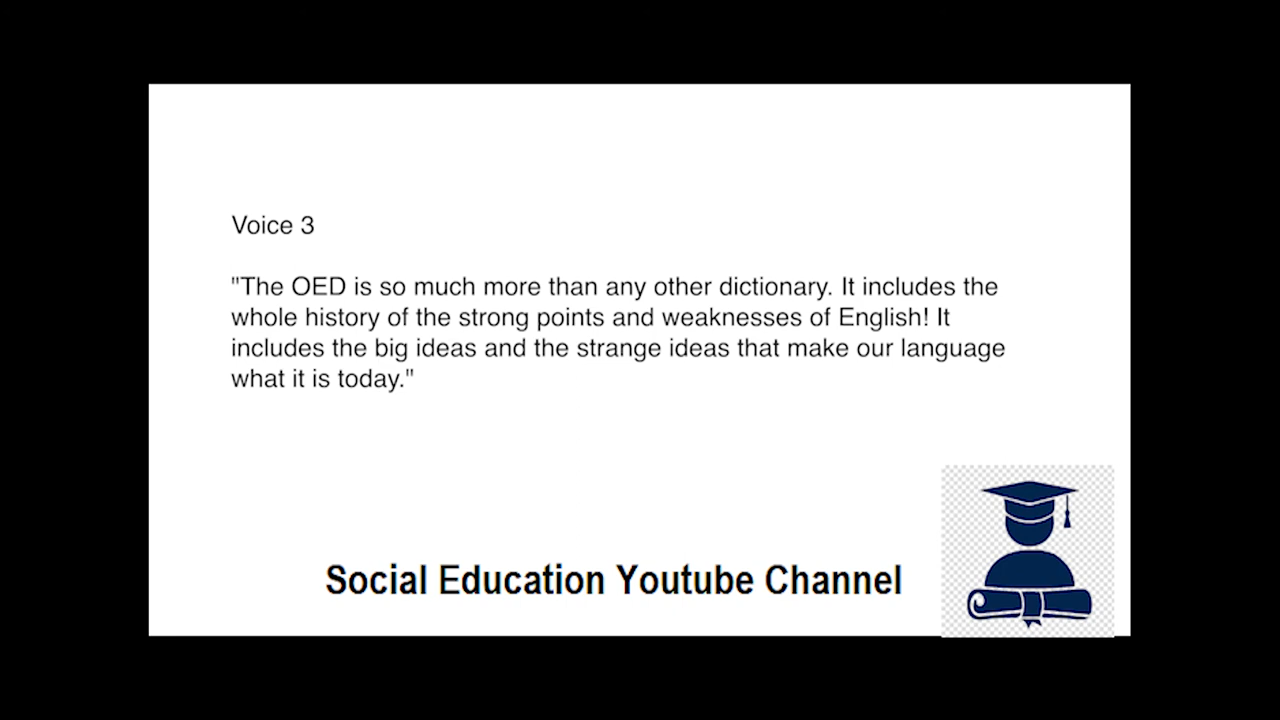 Voice 3
"The OED is so much more than any other dictionary. It includes the
whole history of the strong points and weaknesses of English! It
includes the big ideas and the strange ideas that make our language
what it is today."
Social Education Youtube Channel